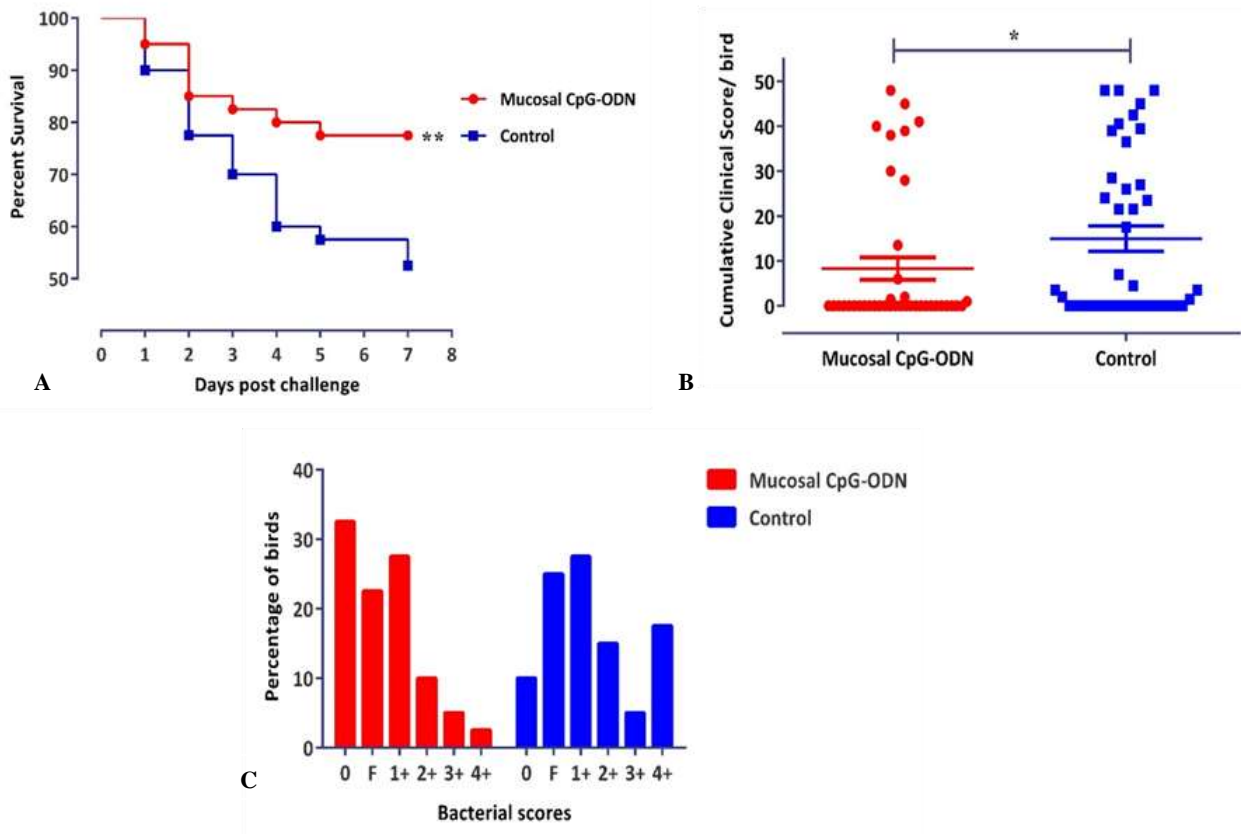 100
90
80
70
60
50
Percent Survival
Mucosal CpG-ODN
Control
**
0 1 2 3 4 5 6 7 8
Days post challenge
A
*
50
40
30
20
10
0
Cumulative Clinical Score/ bird
Mucosal CpG-ODN Control
B
40
30
20
10
0
Percentage of birds
Mucosal CpG-ODN
Control
0 F 1+ 2+ 3+ 4+ 0 F 1+ 2+ 3+ 4+
Bacterial scores
C